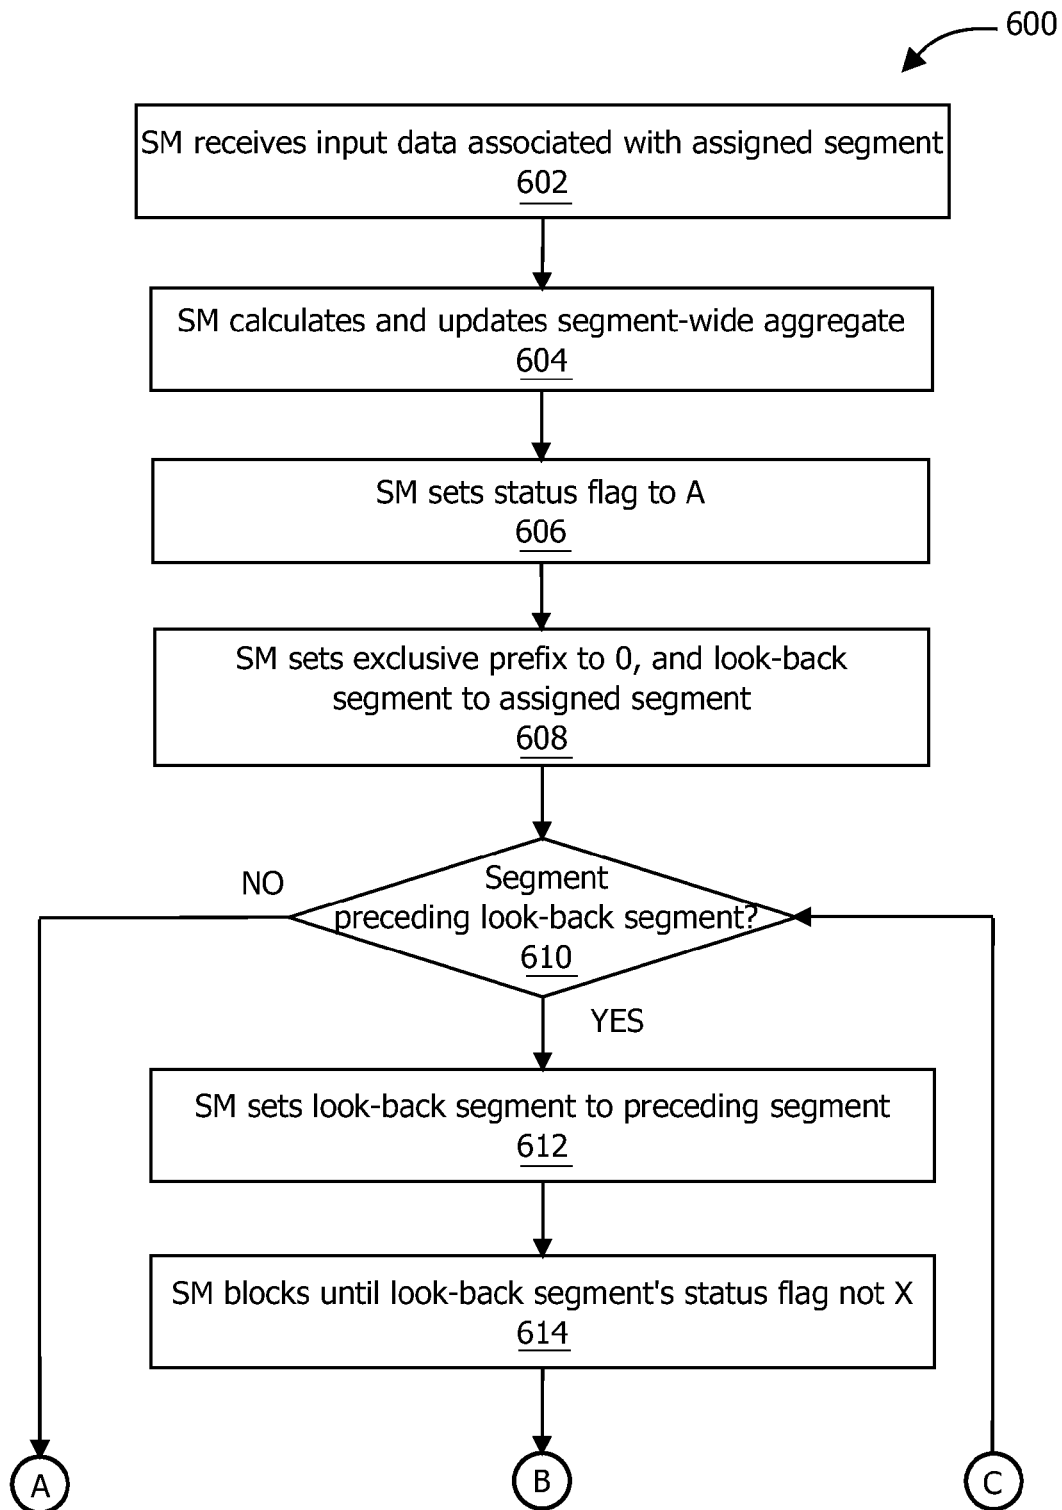 600
SM receives input data associated with assigned segment
602
SM calculates and updates segment-wide aggregate
604
SM sets status flag to A
606
SM sets exclusive prefix to 0, and look-back
segment to assigned segment
608
NO
Segment
preceding look-back segment?
610
YES
SM sets look-back segment to preceding segment
612
SM blocks until look-back segment's status flag not X
614
A
B
C